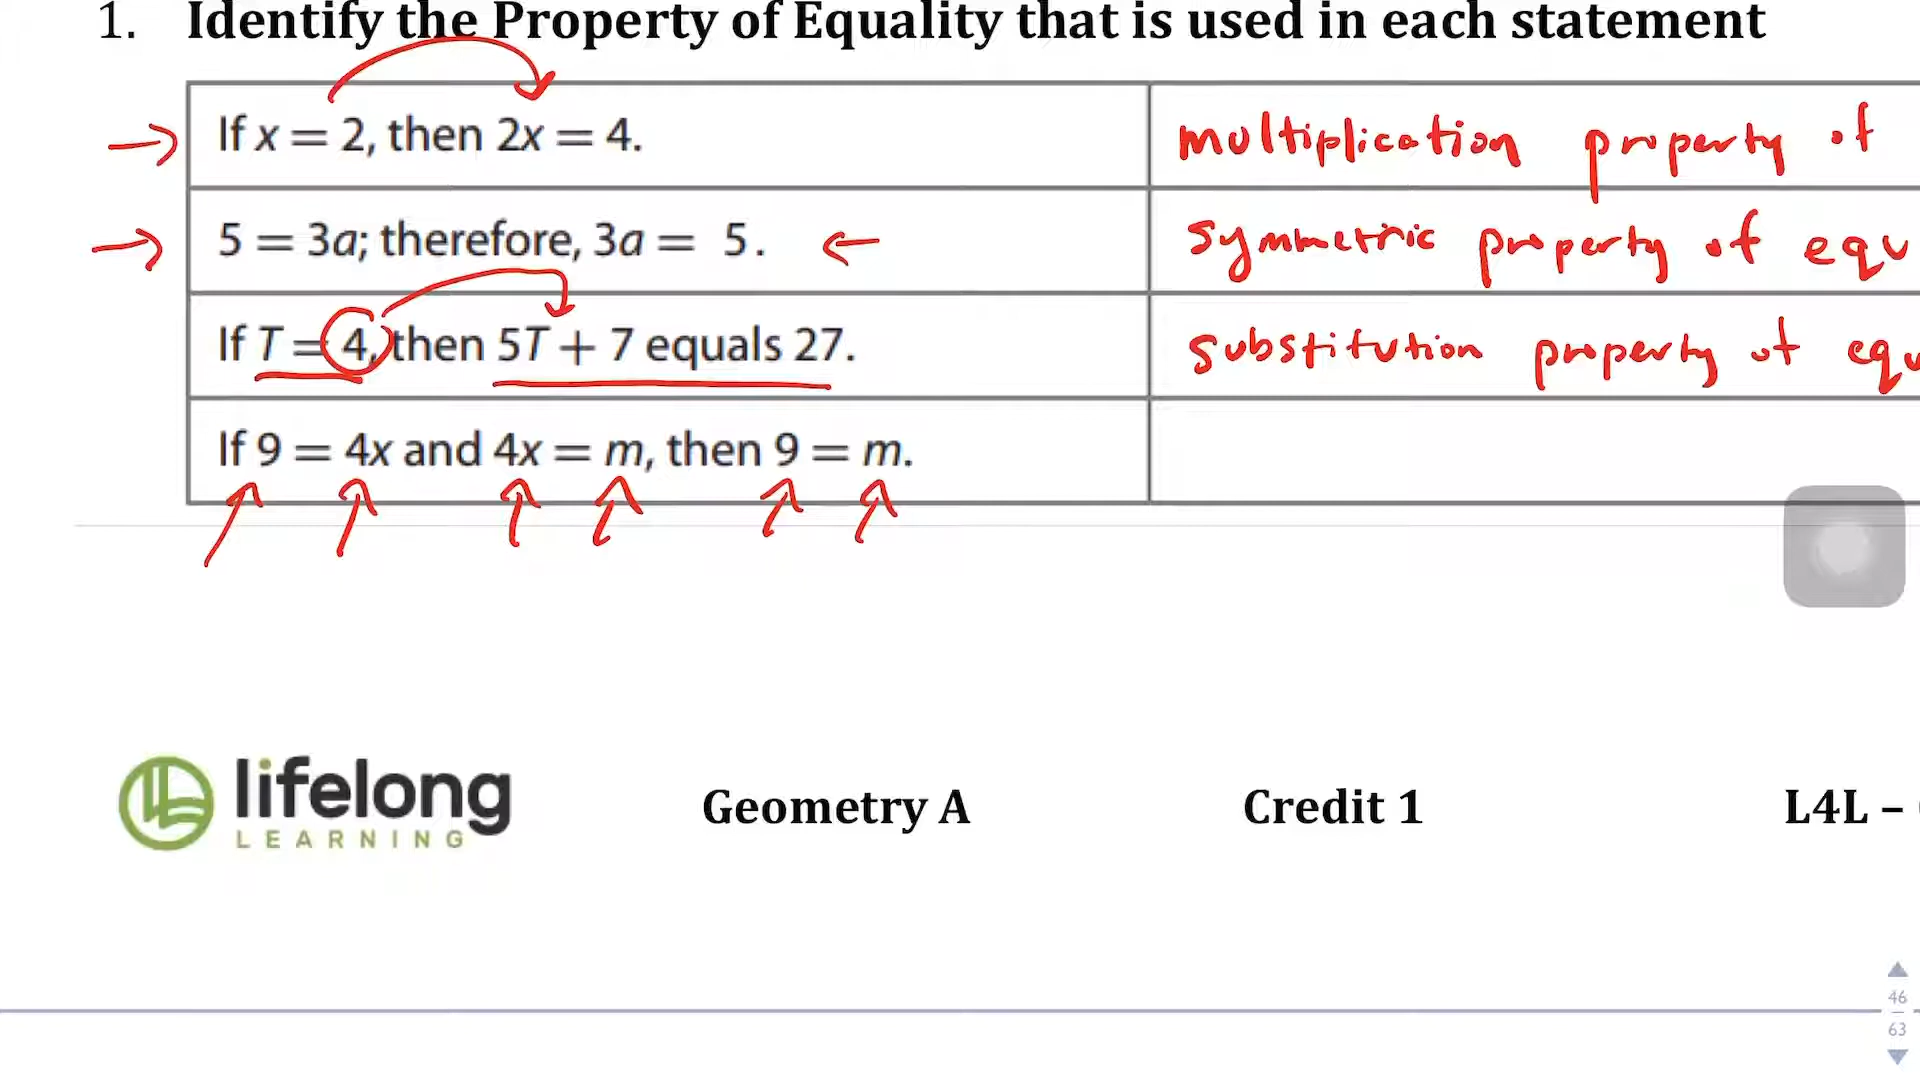 1. Identify the Property of Equality that is used in each statement
If x = 2, then 2x = 4.
multiplication property of
5 = 3a; therefore, 3a = 5.
symmetric property of equ
If T = 4, then 5T + 7 equals 27.
substitution property of equ
If 9 = 4x and 4x = m, then 9 = m.
lifelong
LEARNING
Geometry A
Credit 1
L4L –
46
63